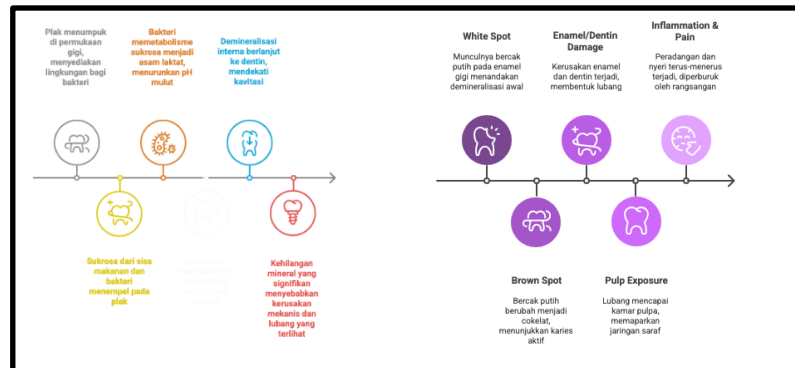 Plak menumpuk
di permukaan
gigi,
menyediakan
lingkungan bagi
bakteri
Sukrosa dari sisa
makanan dan
bakteri
menempel pada
plak
Bakteri
memetabolisme
sukrosa menjadi
asam laktat,
menurunkan pH
mulut
Demineralisasi
interna berlanjut
ke dentin,
mendekati
kavitasi
Kehilangan
mineral yang
signifikan
menyebabkan
kerusakan
mekanis dan
lubang yang
terlihat
White Spot
Munculnya bercak
putih pada enamel
gigi menandakan
demineralisasi awal
Brown Spot
Bercak putih
berubah menjadi
cokelat,
menunjukkan karies
aktif
Enamel/Dentin
Damage
Kerusakan enamel
dan dentin terjadi,
membentuk lubang
Pulp Exposure
Lubang mencapai
kamar pulpa,
memaparkan
jaringan saraf
Inflammation &
Pain
Peradangan dan
nyeri terus-menerus
terjadi, diperburuk
oleh rangsangan